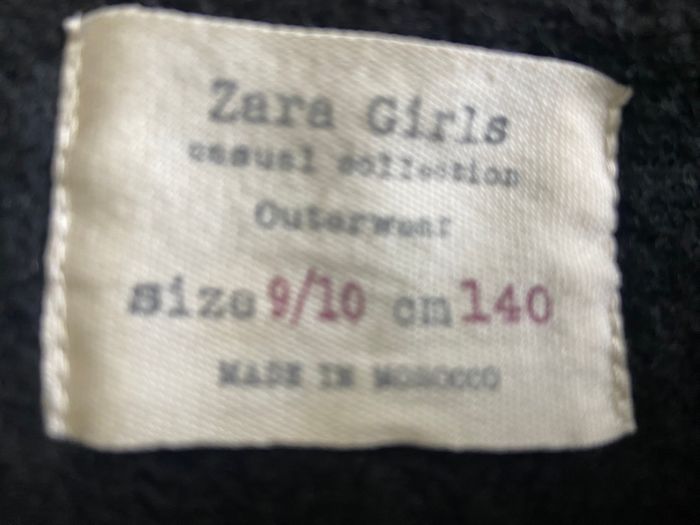 Zara Girls
casual collection
Outerwear
size 9/10 cm 140
MADE IN MOROCCO